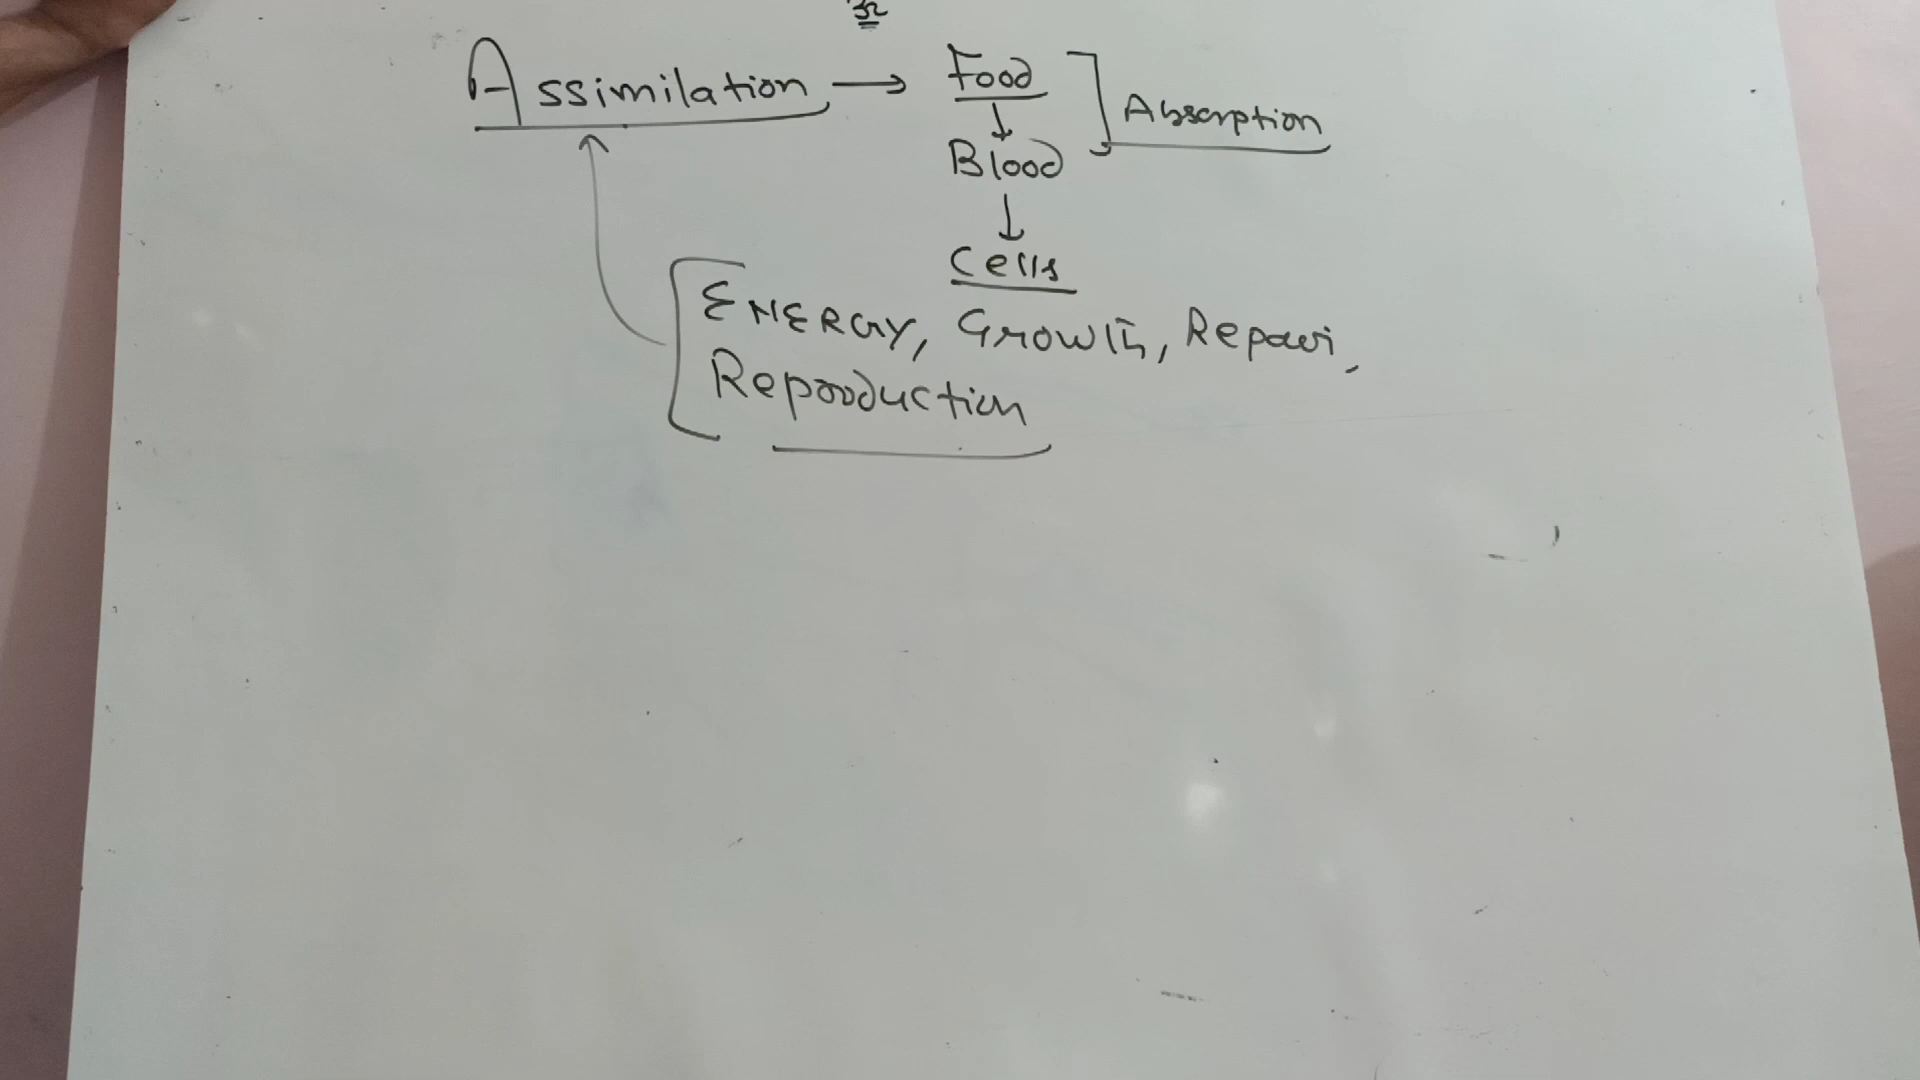 Assimilation → Food
↓
Blood
Absorption
↓
Cells
ENERGY, Growth, Repair,
Reproduction